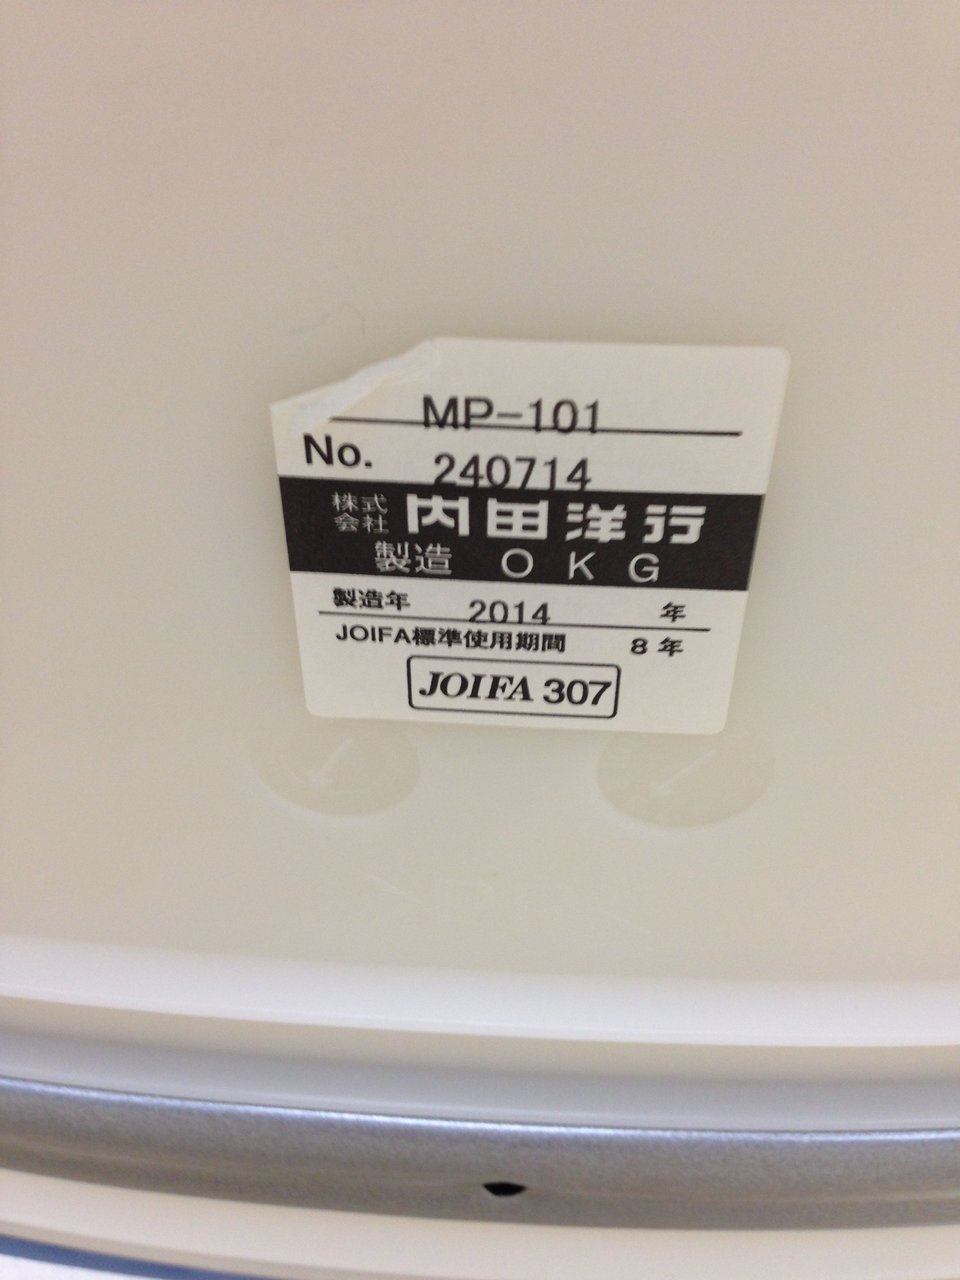 MP-101
No. 240714
株式会社 内田洋行
製造 OKG
製造年 2014 年
JOIFA標準使用期間 8年
JOIFA 307